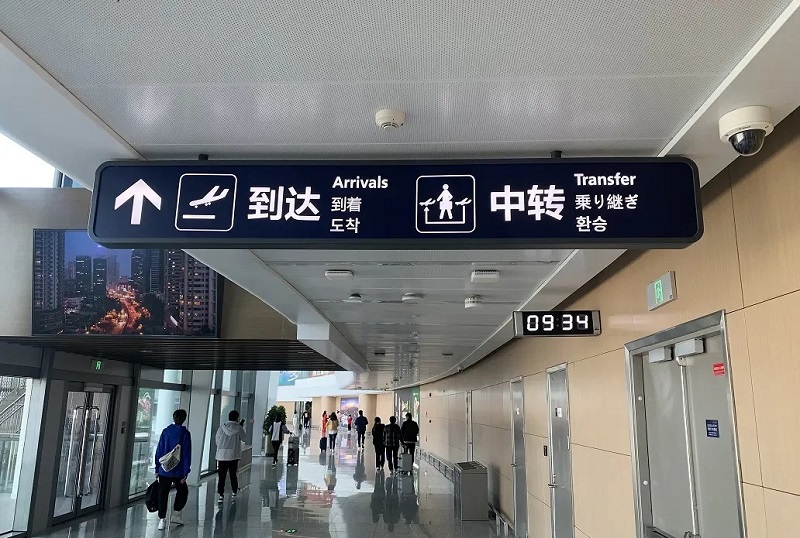 到达
Arrivals
到着
도착
中转
Transfer
乗り継ぎ
환승
09:34